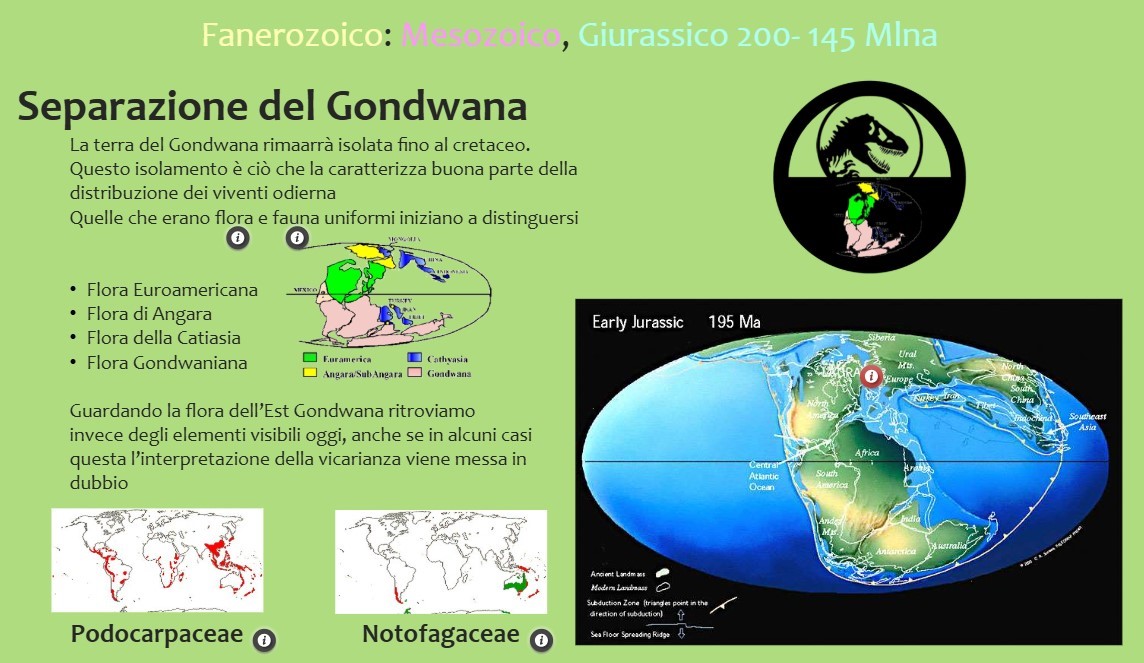 Fanerozoico: Mesozoico, Giurassico 200- 145 Mlna
Separazione del Gondwana
La terra del Gondwana rimaarrà isolata fino al cretaceo.
Questo isolamento è ciò che la caratterizza buona parte della
distribuzione dei viventi odierna
Quelle che erano flora e fauna uniformi iniziano a distinguersi
• Flora Euroamericana
• Flora di Angara
• Flora della Catiasia
• Flora Gondwaniana
MONGOLIA
MEXICO
TURKEY
IRAN
Euramerica
Cathyasia
Angara/SubAngara
Gondwana
Guardando la flora dell'Est Gondwana ritroviamo
invece degli elementi visibili oggi, anche se in alcuni casi
questa l'interpretazione della vicarianza viene messa in
dubbio
Podocarpaceae
Notofagaceae
Early Jurassic 195 Ma
Siberia
Ural
Mts.
Europe
North
America
North
China
South
China
Turkey
Iran
Tibet
Indochina
Southeast
Asia
Central
Atlantic
Ocean
Africa
Arabia
South
America
Andes
Mts.
India
Antarctica
Australia
Ancient Landmass
Modern Landmass
Subduction Zone (triangles point in the
direction of subduction)
Sea Floor Spreading Ridge